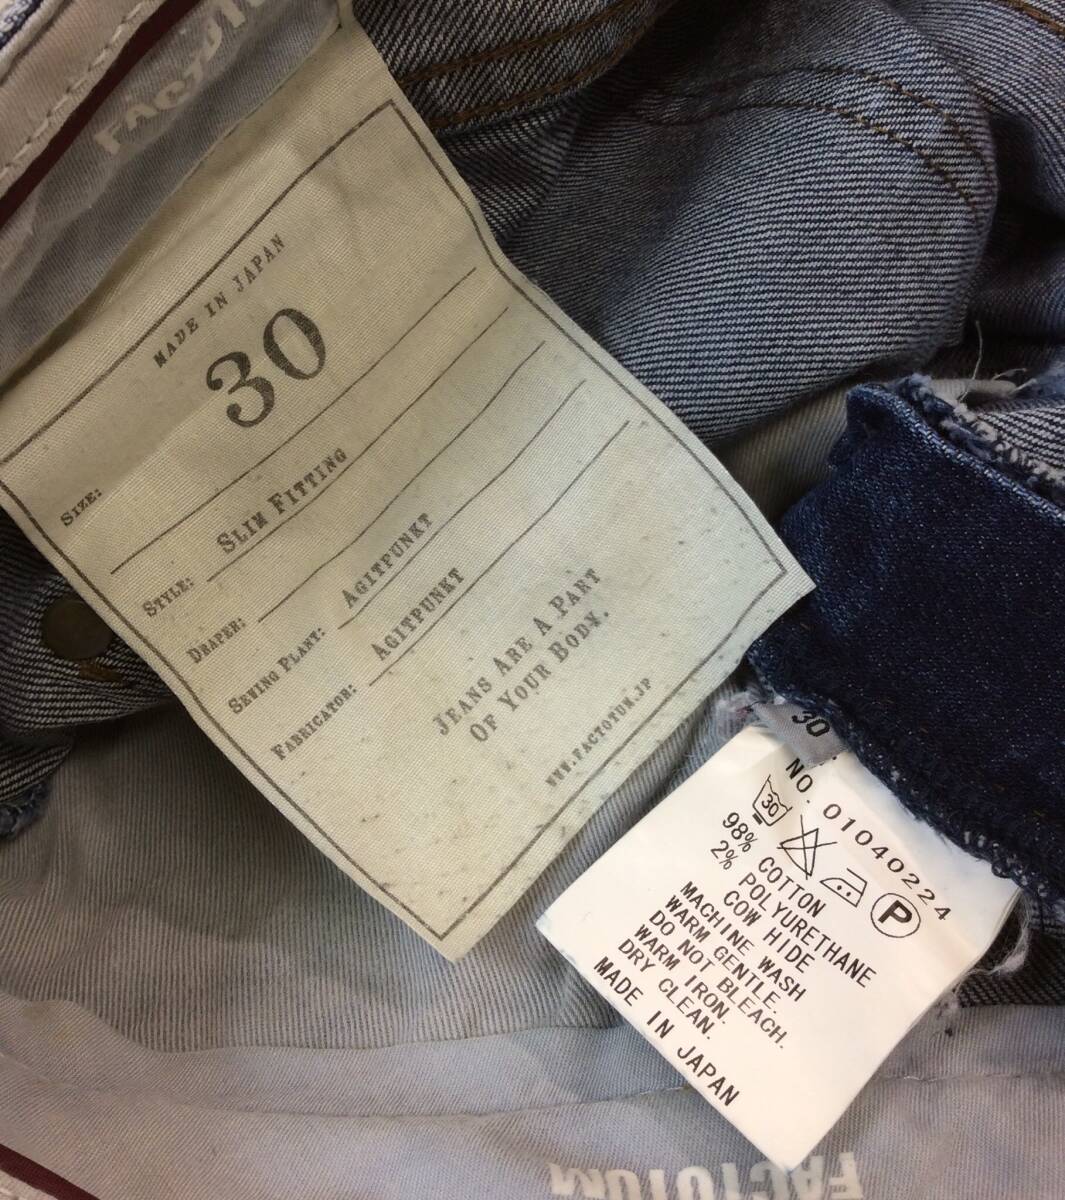 MADE IN JAPAN
SIZE: 30
STYLE: SLIM FITTING
DRAPER:
SEWING PLANT: AGITPUNKT
FABRICATOR: AGITPUNKT
JEANS ARE A PART
OF YOUR BODY.
WWW.FACTOTUM.JP
30
NO. 01040224
30
P
98% COTTON
2% POLYURETHANE
COW HIDE
MACHINE WASH
WARM GENTLE.
DO NOT BLEACH.
WARM IRON.
DRY CLEAN.
MADE IN JAPAN
FACTOTUM